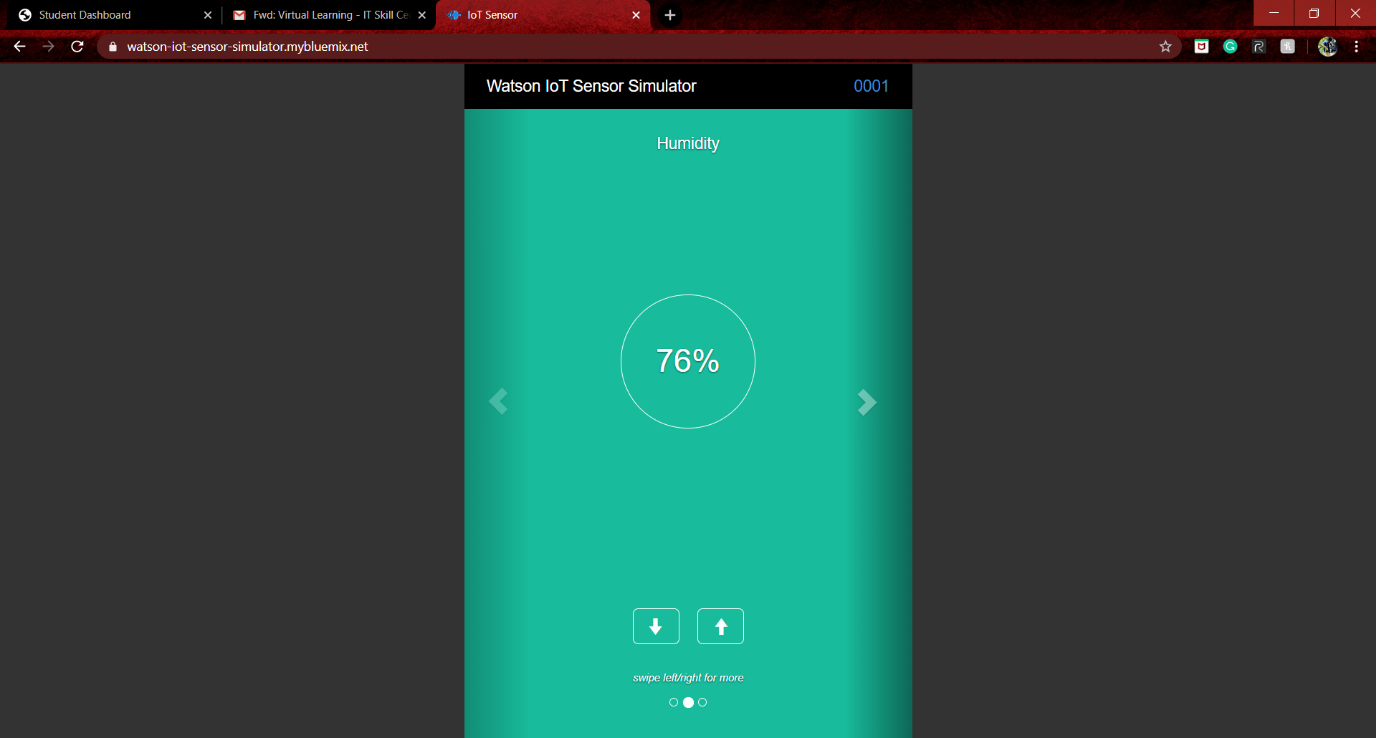 Student Dashboard
Fwd: Virtual Learning - IT Skill Ce
IoT Sensor
watson-iot-sensor-simulator.mybluemix.net
Watson IoT Sensor Simulator 0001
Humidity
76%
swipe left/right for more